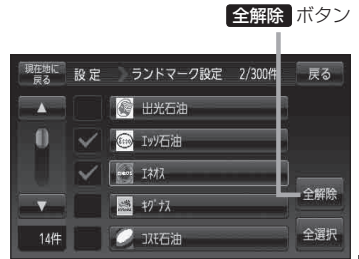 全解除 ボタン
現在地に戻る 設定 ランドマーク設定 2/300件 戻る
出光石油
Esso ｴｯｿ石油
ENEOS ｴﾈｵｽ
ｷｸﾞﾅｽ
全解除
14件 ｺｽﾓ石油 全選択